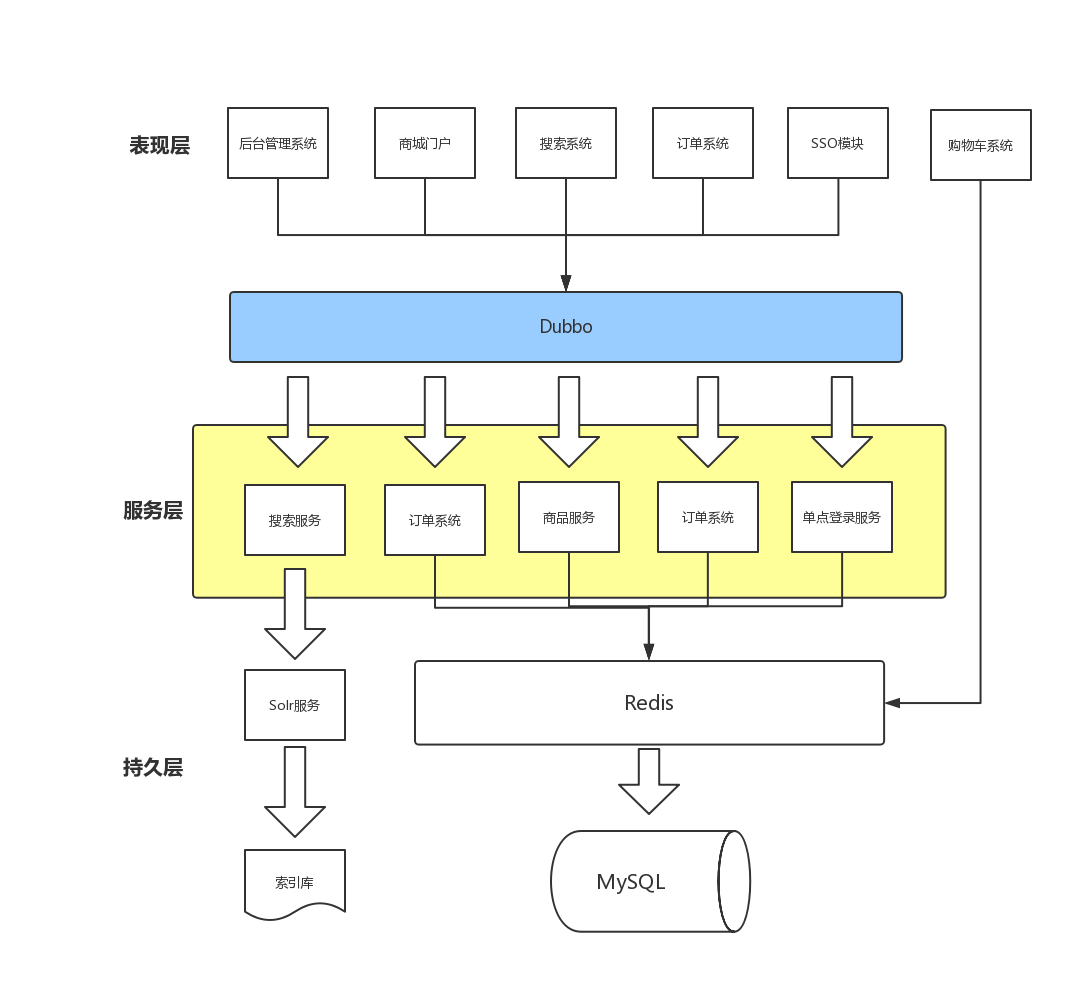 表现层
后台管理系统
商城门户
搜索系统
订单系统
SSO模块
购物车系统
Dubbo
服务层
搜索服务
订单系统
商品服务
订单系统
单点登录服务
Solr服务
Redis
持久层
索引库
MySQL